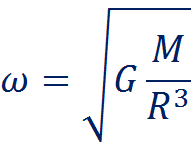 ω = √(G M/R³)